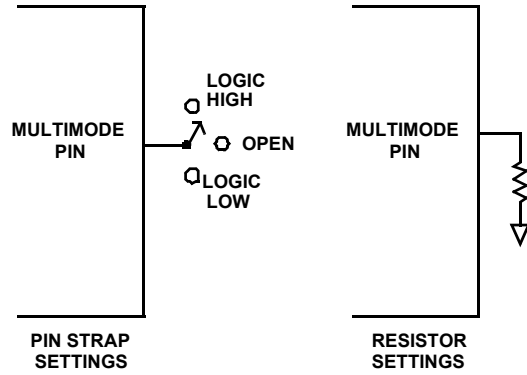 LOGIC
HIGH
MULTIMODE
PIN
OPEN
LOGIC
LOW
PIN STRAP
SETTINGS
MULTIMODE
PIN
RESISTOR
SETTINGS